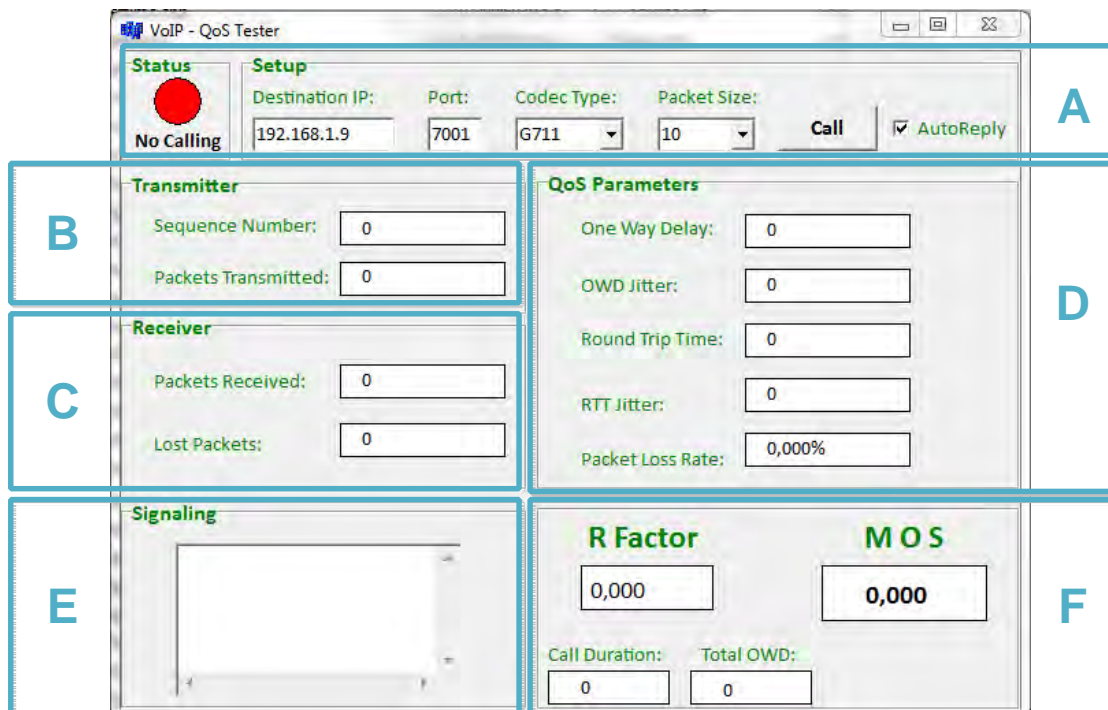 VoIP - QoS Tester
Status
Setup
Destination IP: Port: Codec Type: Packet Size:
192.168.1.9 7001 G711 10 Call AutoReply
No Calling
A
Transmitter
Sequence Number: 0
Packets Transmitted: 0
B
Receiver
Packets Received: 0
Lost Packets: 0
C
QoS Parameters
One Way Delay: 0
OWD Jitter: 0
Round Trip Time: 0
RTT Jitter: 0
Packet Loss Rate: 0,000%
D
Signaling
E
R Factor M O S
0,000 0,000
Call Duration: Total OWD:
0 0
F